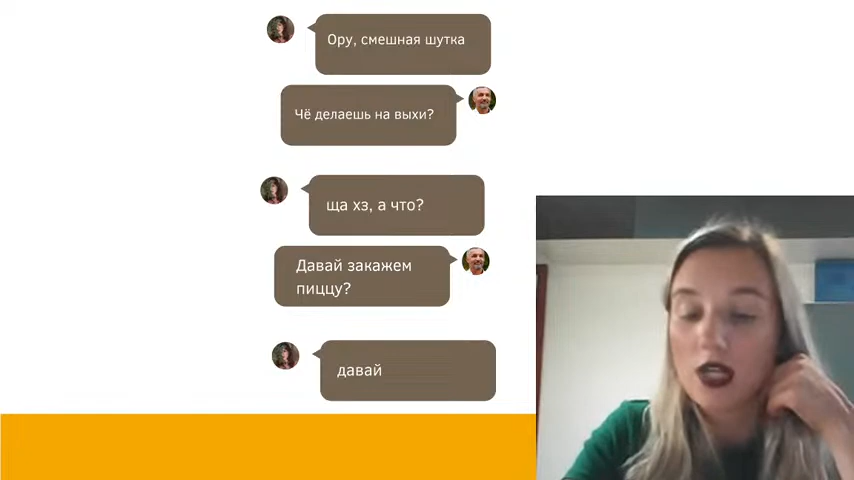 Ору, смешная шутка
Чё делаешь на выхи?
ща хз, а что?
Давай закажем
пиццу?
давай